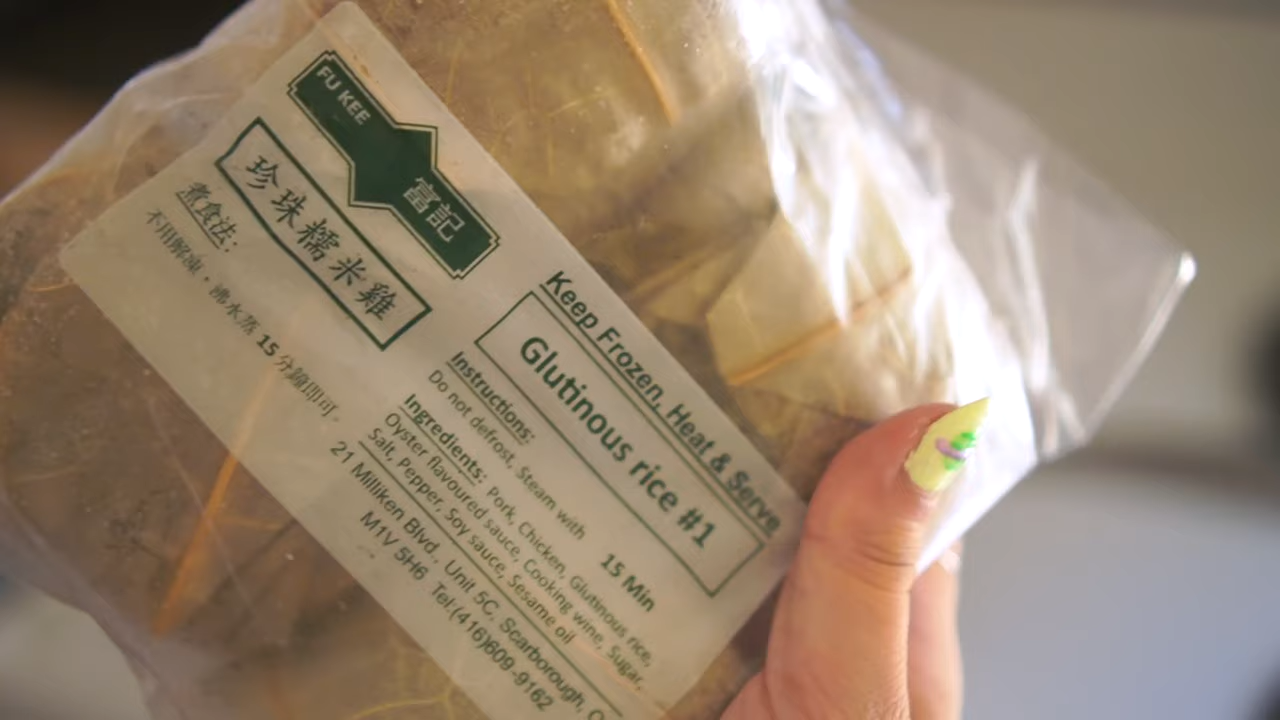 FU KEE
富記
珍珠糯米雞
煮食法:
不用解凍,沸水蒸 15 分鐘即可.
Keep Frozen, Heat & Serve
Glutinous rice #1
Instructions:
Do not defrost, Steam with 15 Min
Ingredients: Pork, Chicken, Glutinous rice,
Oyster flavoured sauce, Cooking wine, Sugar,
Salt, Pepper, Soy sauce, Sesame oil
21 Milliken Blvd., Unit 5C, Scarborough,
M1V 5H6 Tel:(416)609-9162